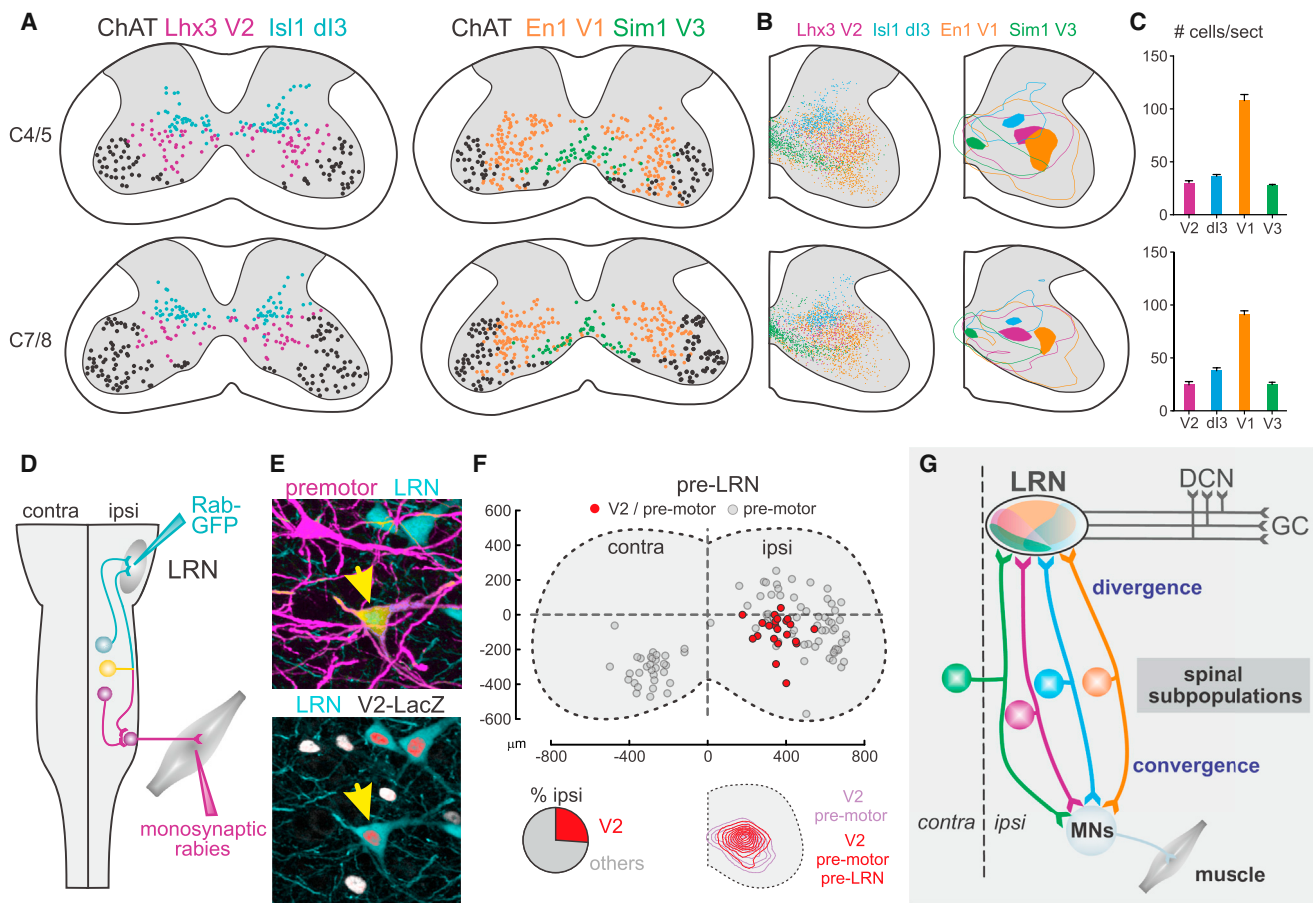 A
ChAT Lhx3 V2 Isl1 dI3
ChAT En1 V1 Sim1 V3
B
Lhx3 V2 Isl1 dI3 En1 V1 Sim1 V3
C
# cells/sect
C4/5
150
100
50
0
V2 dI3 V1 V3
C7/8
150
100
50
0
V2 dI3 V1 V3
D
contra ipsi
Rab-
GFP
LRN
monosynaptic
rabies
E
premotor LRN
LRN V2-LacZ
F
pre-LRN
V2 / pre-motor pre-motor
contra ipsi
600
400
200
0
-200
-400
-600
µm
-800 -400 0 400 800
% ipsi
V2
others
V2
pre-motor
V2
pre-motor
pre-LRN
G
LRN
DCN
GC
divergence
spinal
subpopulations
convergence
contra ipsi
MNs
muscle